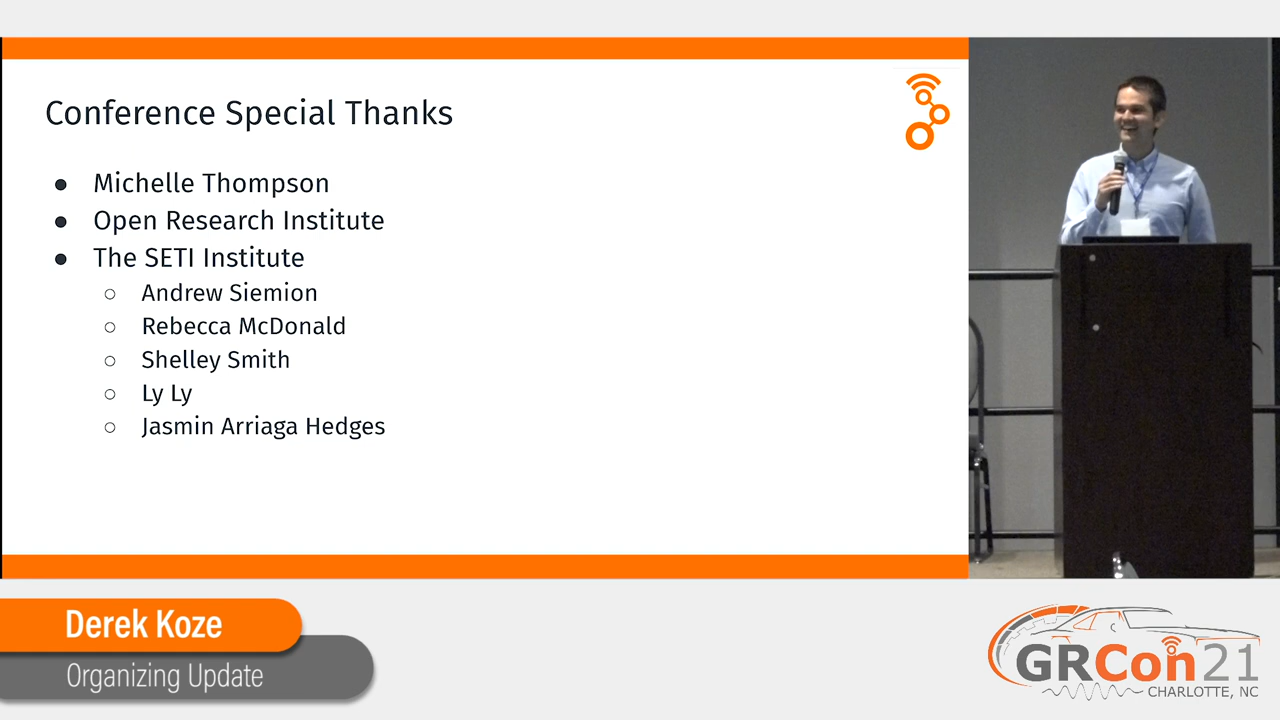 Conference Special Thanks
● Michelle Thompson
● Open Research Institute
● The SETI Institute
○ Andrew Siemion
○ Rebecca McDonald
○ Shelley Smith
○ Ly Ly
○ Jasmin Arriaga Hedges
Derek Koze
Organizing Update
GRCon21
CHARLOTTE, NC